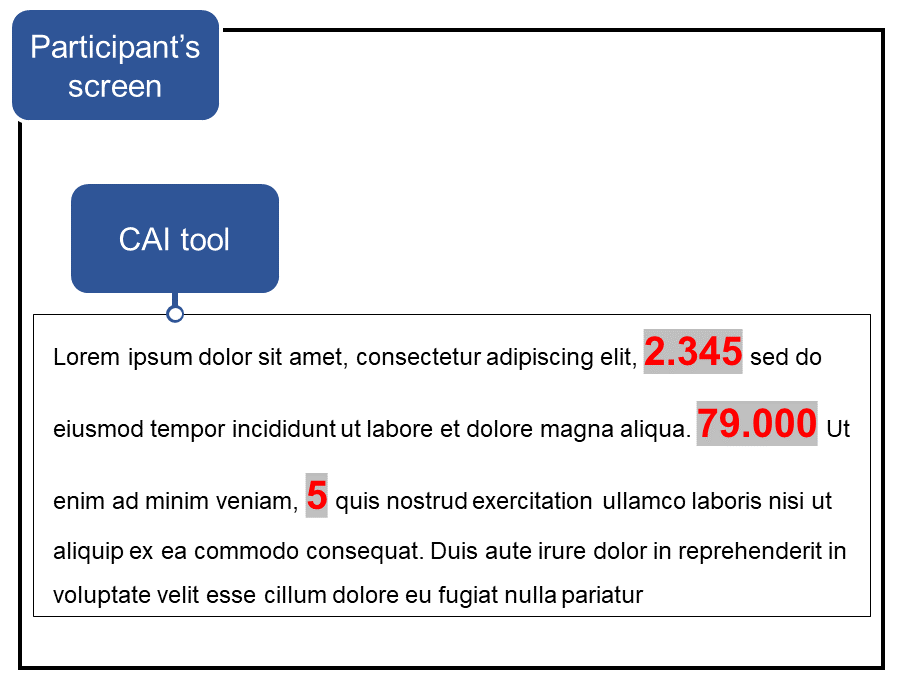 Participant's
screen
CAI tool
Lorem ipsum dolor sit amet, consectetur adipiscing elit, 2.345 sed do
eiusmod tempor incididunt ut labore et dolore magna aliqua. 79.000 Ut
enim ad minim veniam, 5 quis nostrud exercitation ullamco laboris nisi ut
aliquip ex ea commodo consequat. Duis aute irure dolor in reprehenderit in
voluptate velit esse cillum dolore eu fugiat nulla pariatur